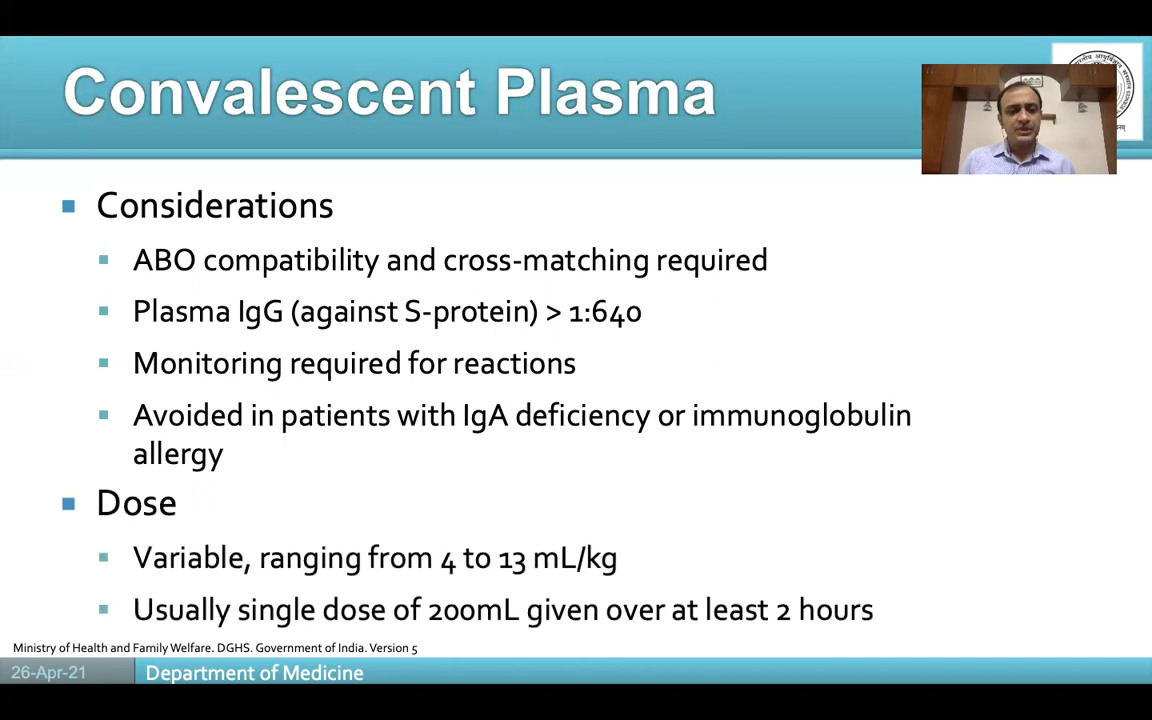 Convalescent Plasma
Considerations
ABO compatibility and cross-matching required
Plasma IgG (against S-protein) > 1:640
Monitoring required for reactions
Avoided in patients with IgA deficiency or immunoglobulin
allergy
Dose
Variable, ranging from 4 to 13 mL/kg
Usually single dose of 200mL given over at least 2 hours
Ministry of Health and Family Welfare. DGHS. Government of India. Version 5
26-Apr-21
Department of Medicine